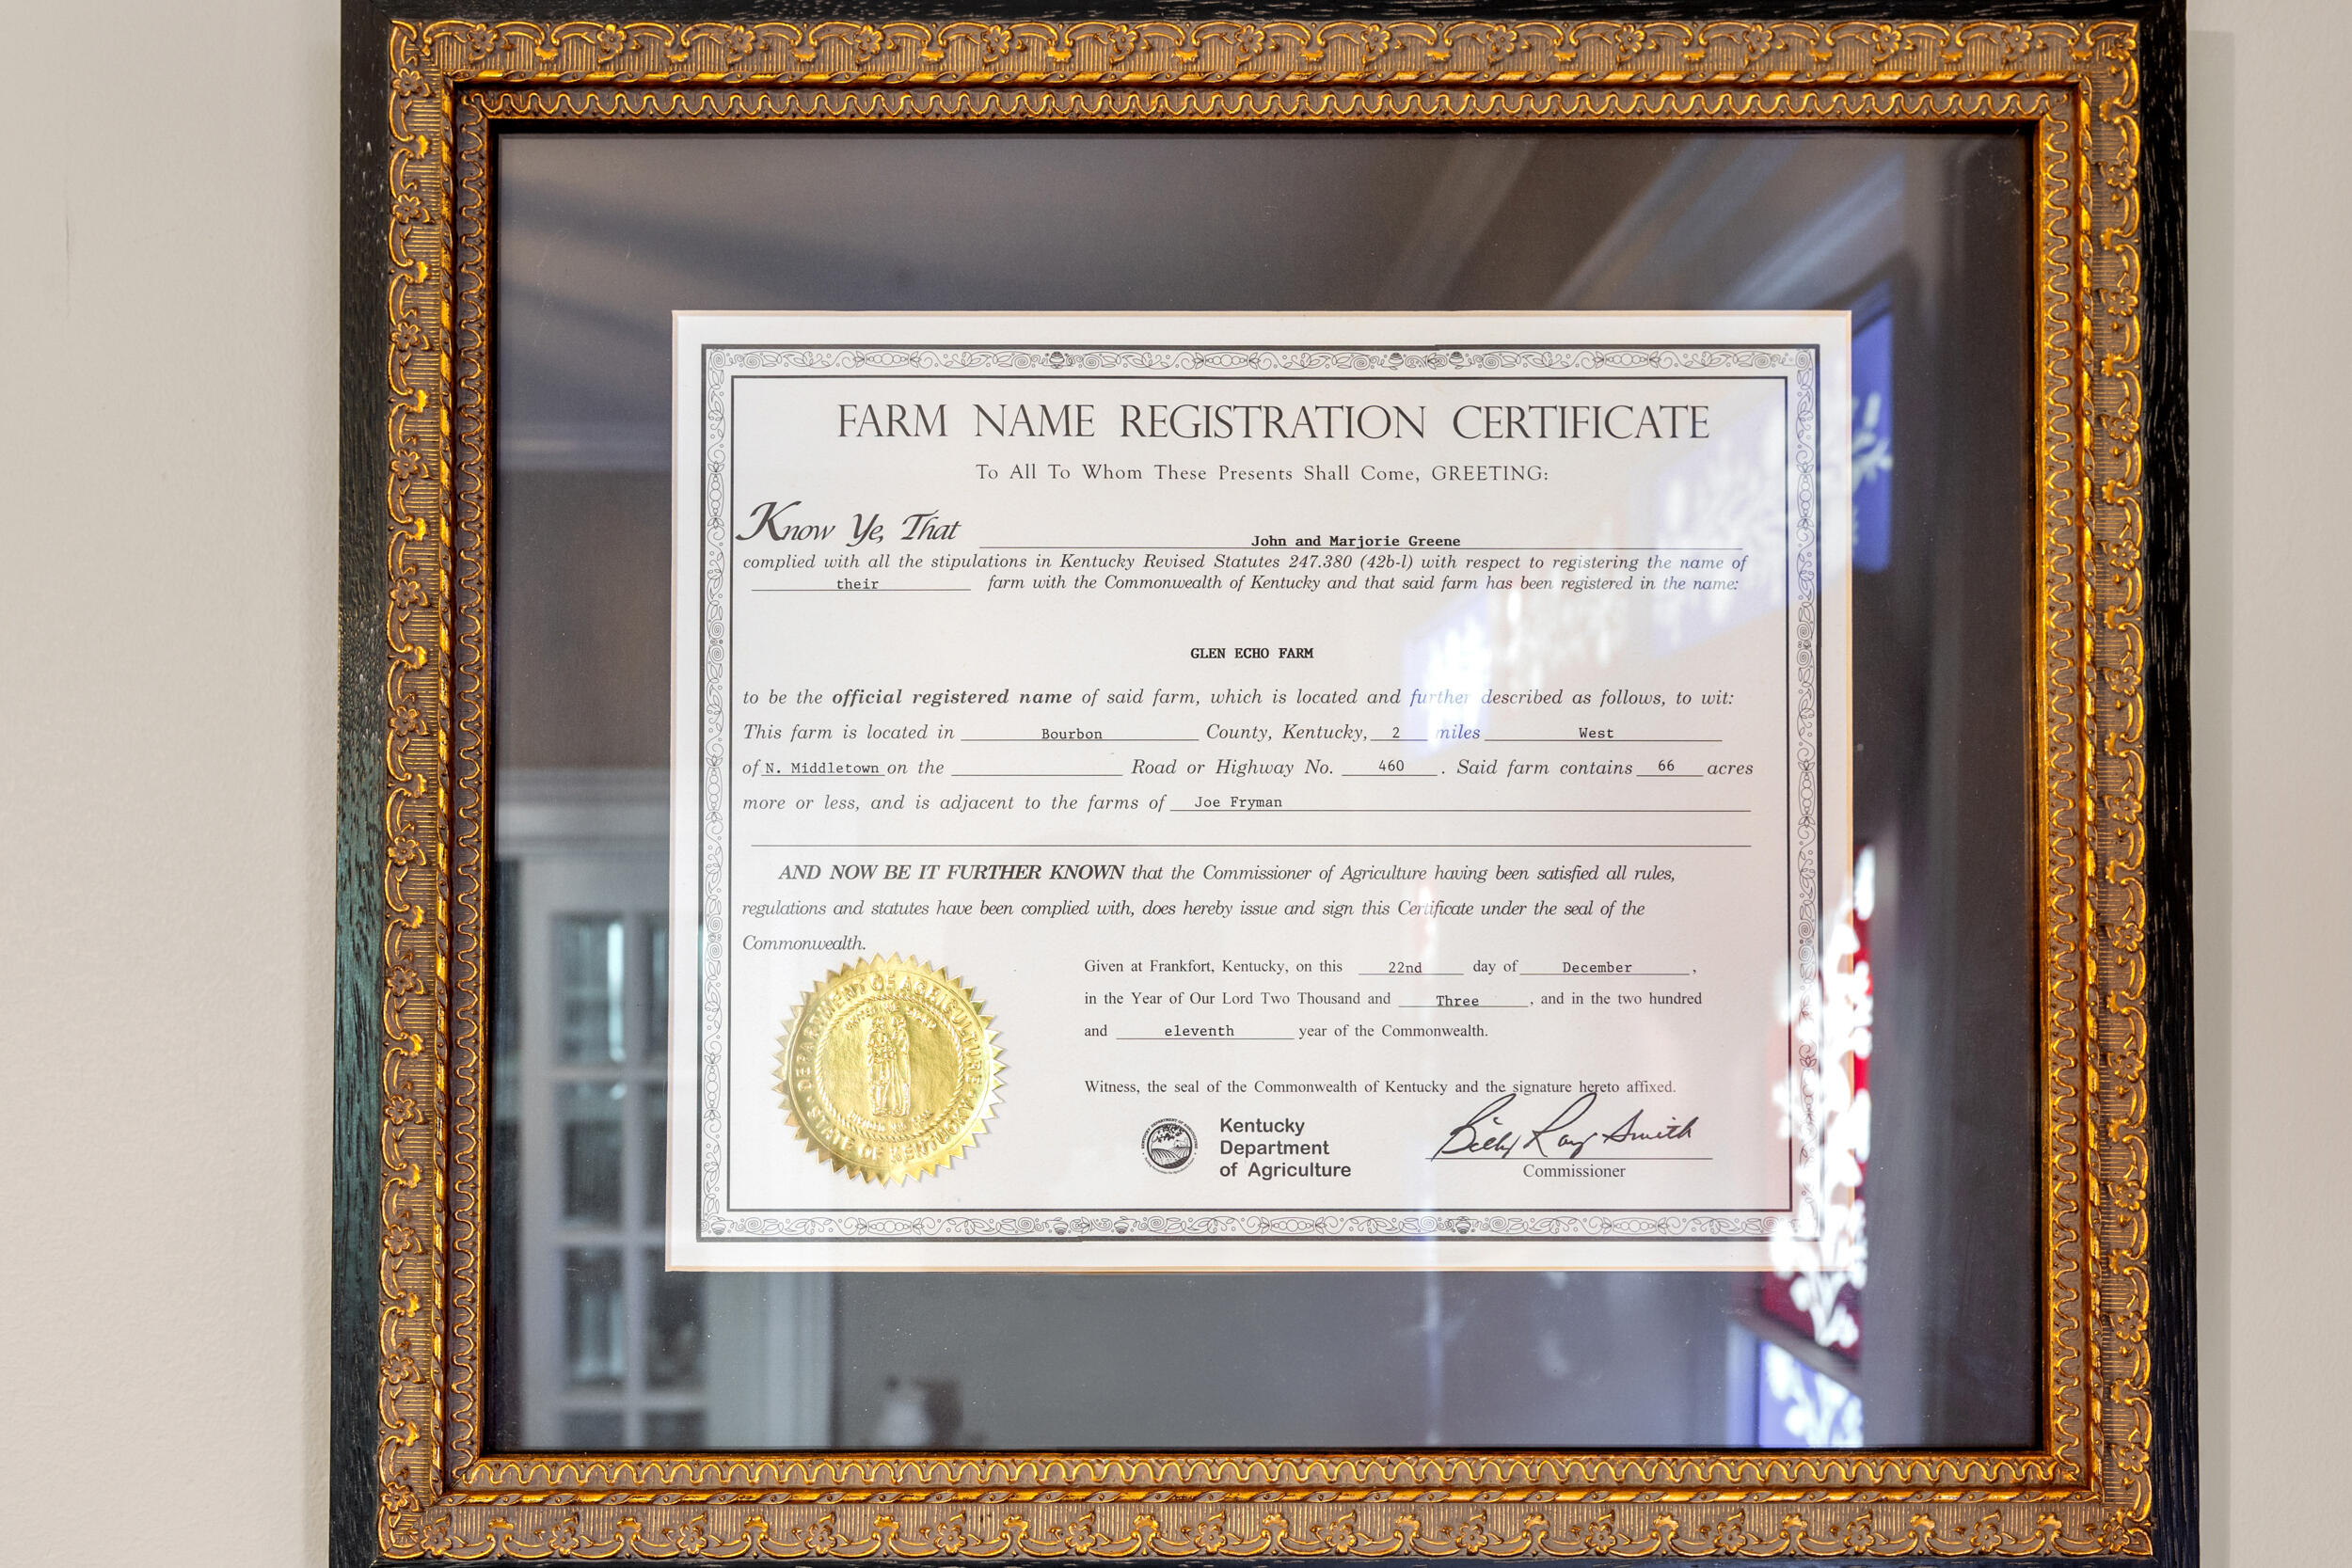 FARM NAME REGISTRATION CERTIFICATE
To All To Whom These Presents Shall Come, GREETING:
Know Ye, That John and Marjorie Greene
complied with all the stipulations in Kentucky Revised Statutes 247.380 (42b-l) with respect to registering the name of
their farm with the Commonwealth of Kentucky and that said farm has been registered in the name:
GLEN ECHO FARM
to be the official registered name of said farm, which is located and further described as follows, to wit:
This farm is located in Bourbon County, Kentucky, 2 miles West
of N. Middletown on the Road or Highway No. 460 . Said farm contains 66 acres
more or less, and is adjacent to the farms of Joe Fryman
AND NOW BE IT FURTHER KNOWN that the Commissioner of Agriculture having been satisfied all rules,
regulations and statutes have been complied with, does hereby issue and sign this Certificate under the seal of the
Commonwealth.
Given at Frankfort, Kentucky, on this 22nd day of December ,
in the Year of Our Lord Two Thousand and Three , and in the two hundred
and eleventh year of the Commonwealth.
Witness, the seal of the Commonwealth of Kentucky and the signature hereto affixed.
DEPARTMENT OF AGRICULTURE
STATE OF KENTUCKY
Kentucky
Department
of Agriculture
Billy Ray Smith
Commissioner